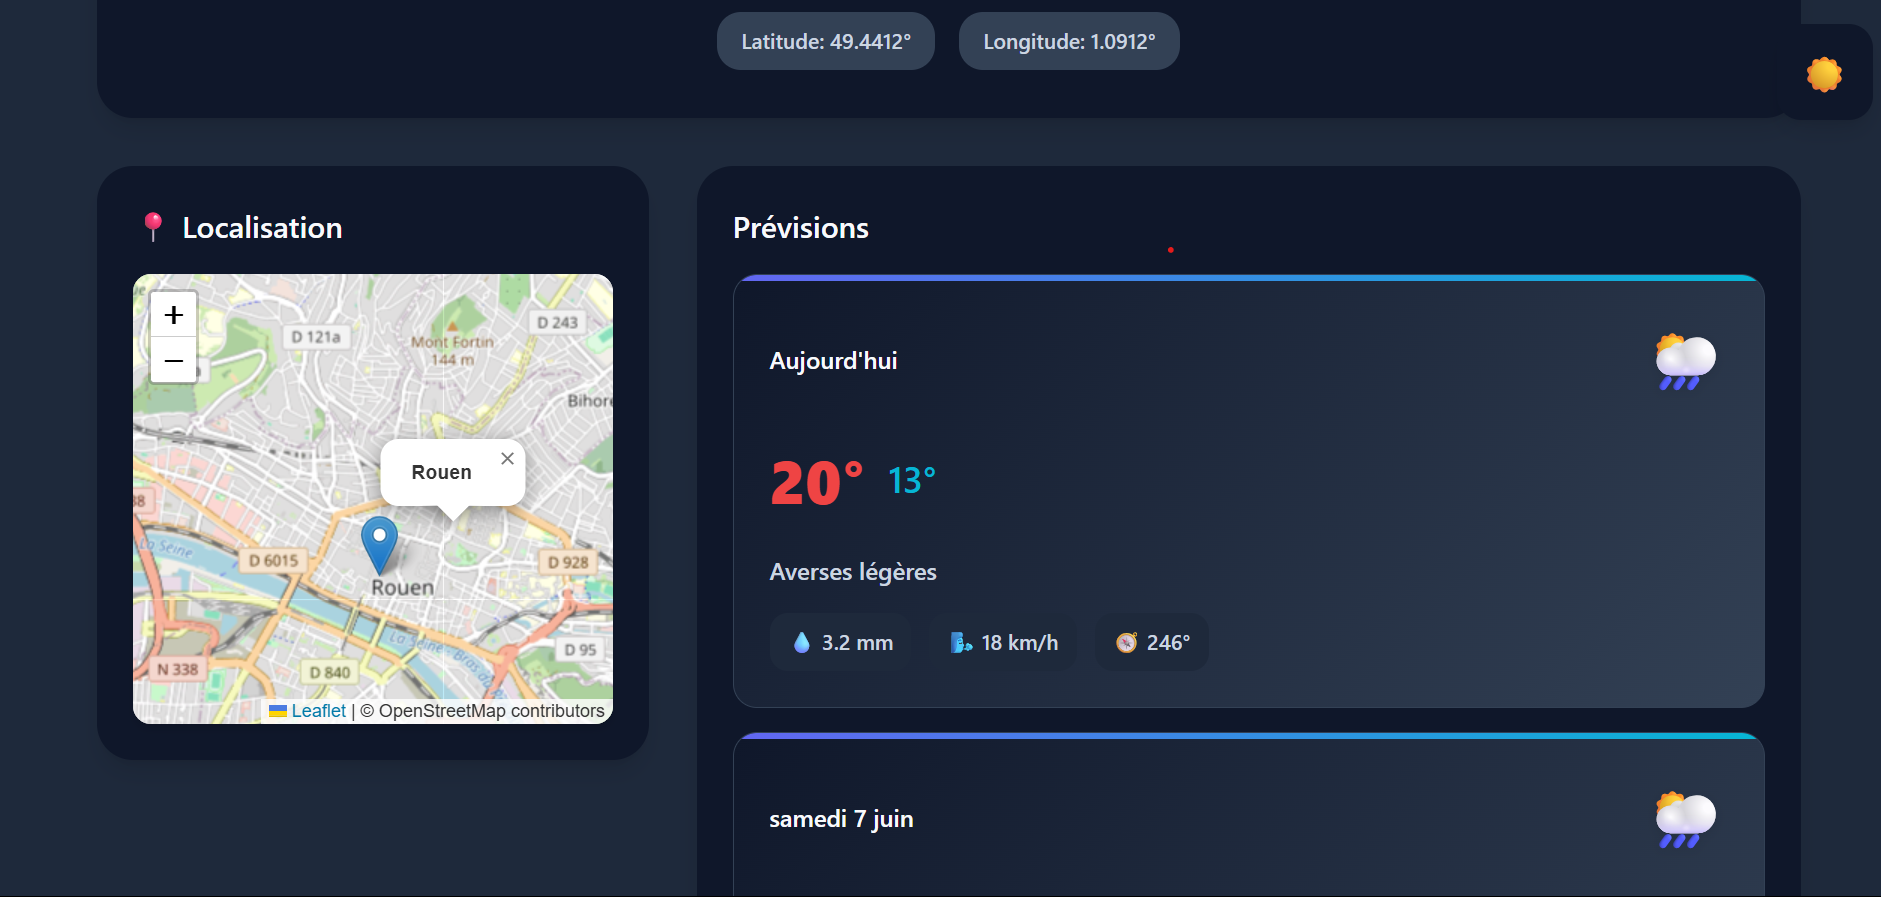 Latitude: 49.4412°
Longitude: 1.0912°
📍 Localisation
+
−
D 121a
D 243
Mont Fortin
144 m
Rouen
×
La Seine
D 6015
D 928
Rouen
La Seine - Bras du
D 95
N 338
D 840
Leaflet | © OpenStreetMap contributors
Prévisions
Aujourd'hui
20° 13°
Averses légères
3.2 mm
18 km/h
246°
samedi 7 juin